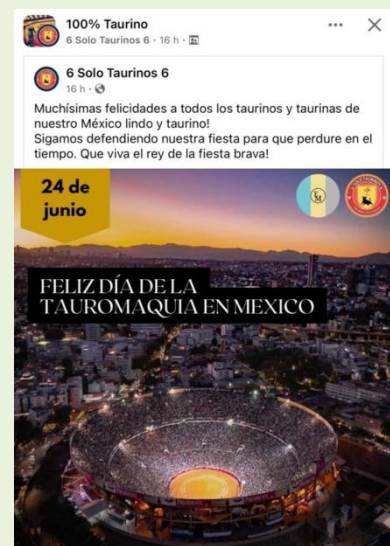 100% Taurino
6 Solo Taurinos 6 · 16 h ·
6 Solo Taurinos 6
16 h ·
Muchísimas felicidades a todos los taurinos y taurinas de
nuestro México lindo y taurino!
Sigamos defendiendo nuestra fiesta para que perdure en el
tiempo. Que viva el rey de la fiesta brava!
24 de
junio
FELIZ DÍA DE LA
TAUROMAQUIA EN MEXICO